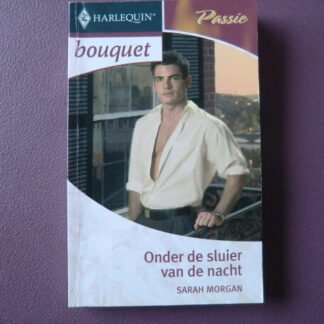 HARLEQUIN®
Passie
bouquet
Onder de sluier
van de nacht
SARAH MORGAN